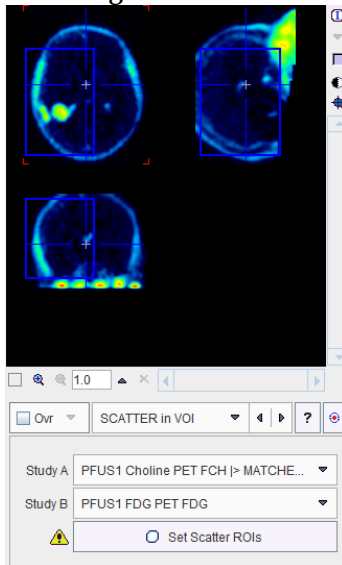 1.0
Ovr SCATTER in VOI ?
Study A PFUS1 Choline PET FCH |> MATCHE...
Study B PFUS1 FDG PET FDG
Set Scatter ROIs